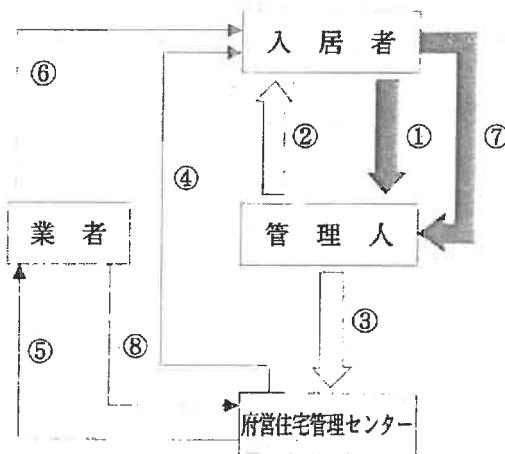 入居者
⑥
②
①
⑦
④
業者
管理人
③
⑤
⑧
府営住宅管理センター